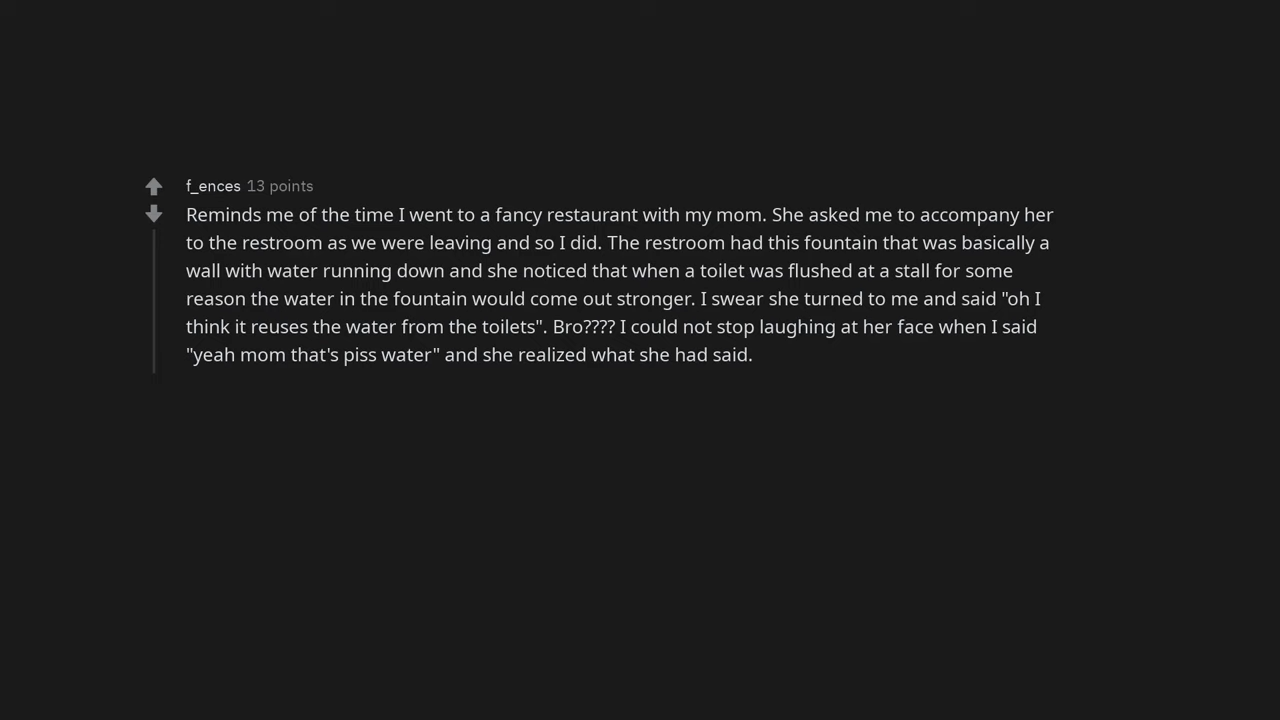 f_ences 13 points
Reminds me of the time I went to a fancy restaurant with my mom. She asked me to accompany her
to the restroom as we were leaving and so I did. The restroom had this fountain that was basically a
wall with water running down and she noticed that when a toilet was flushed at a stall for some
reason the water in the fountain would come out stronger. I swear she turned to me and said "oh I
think it reuses the water from the toilets". Bro???? I could not stop laughing at her face when I said
"yeah mom that's piss water" and she realized what she had said.